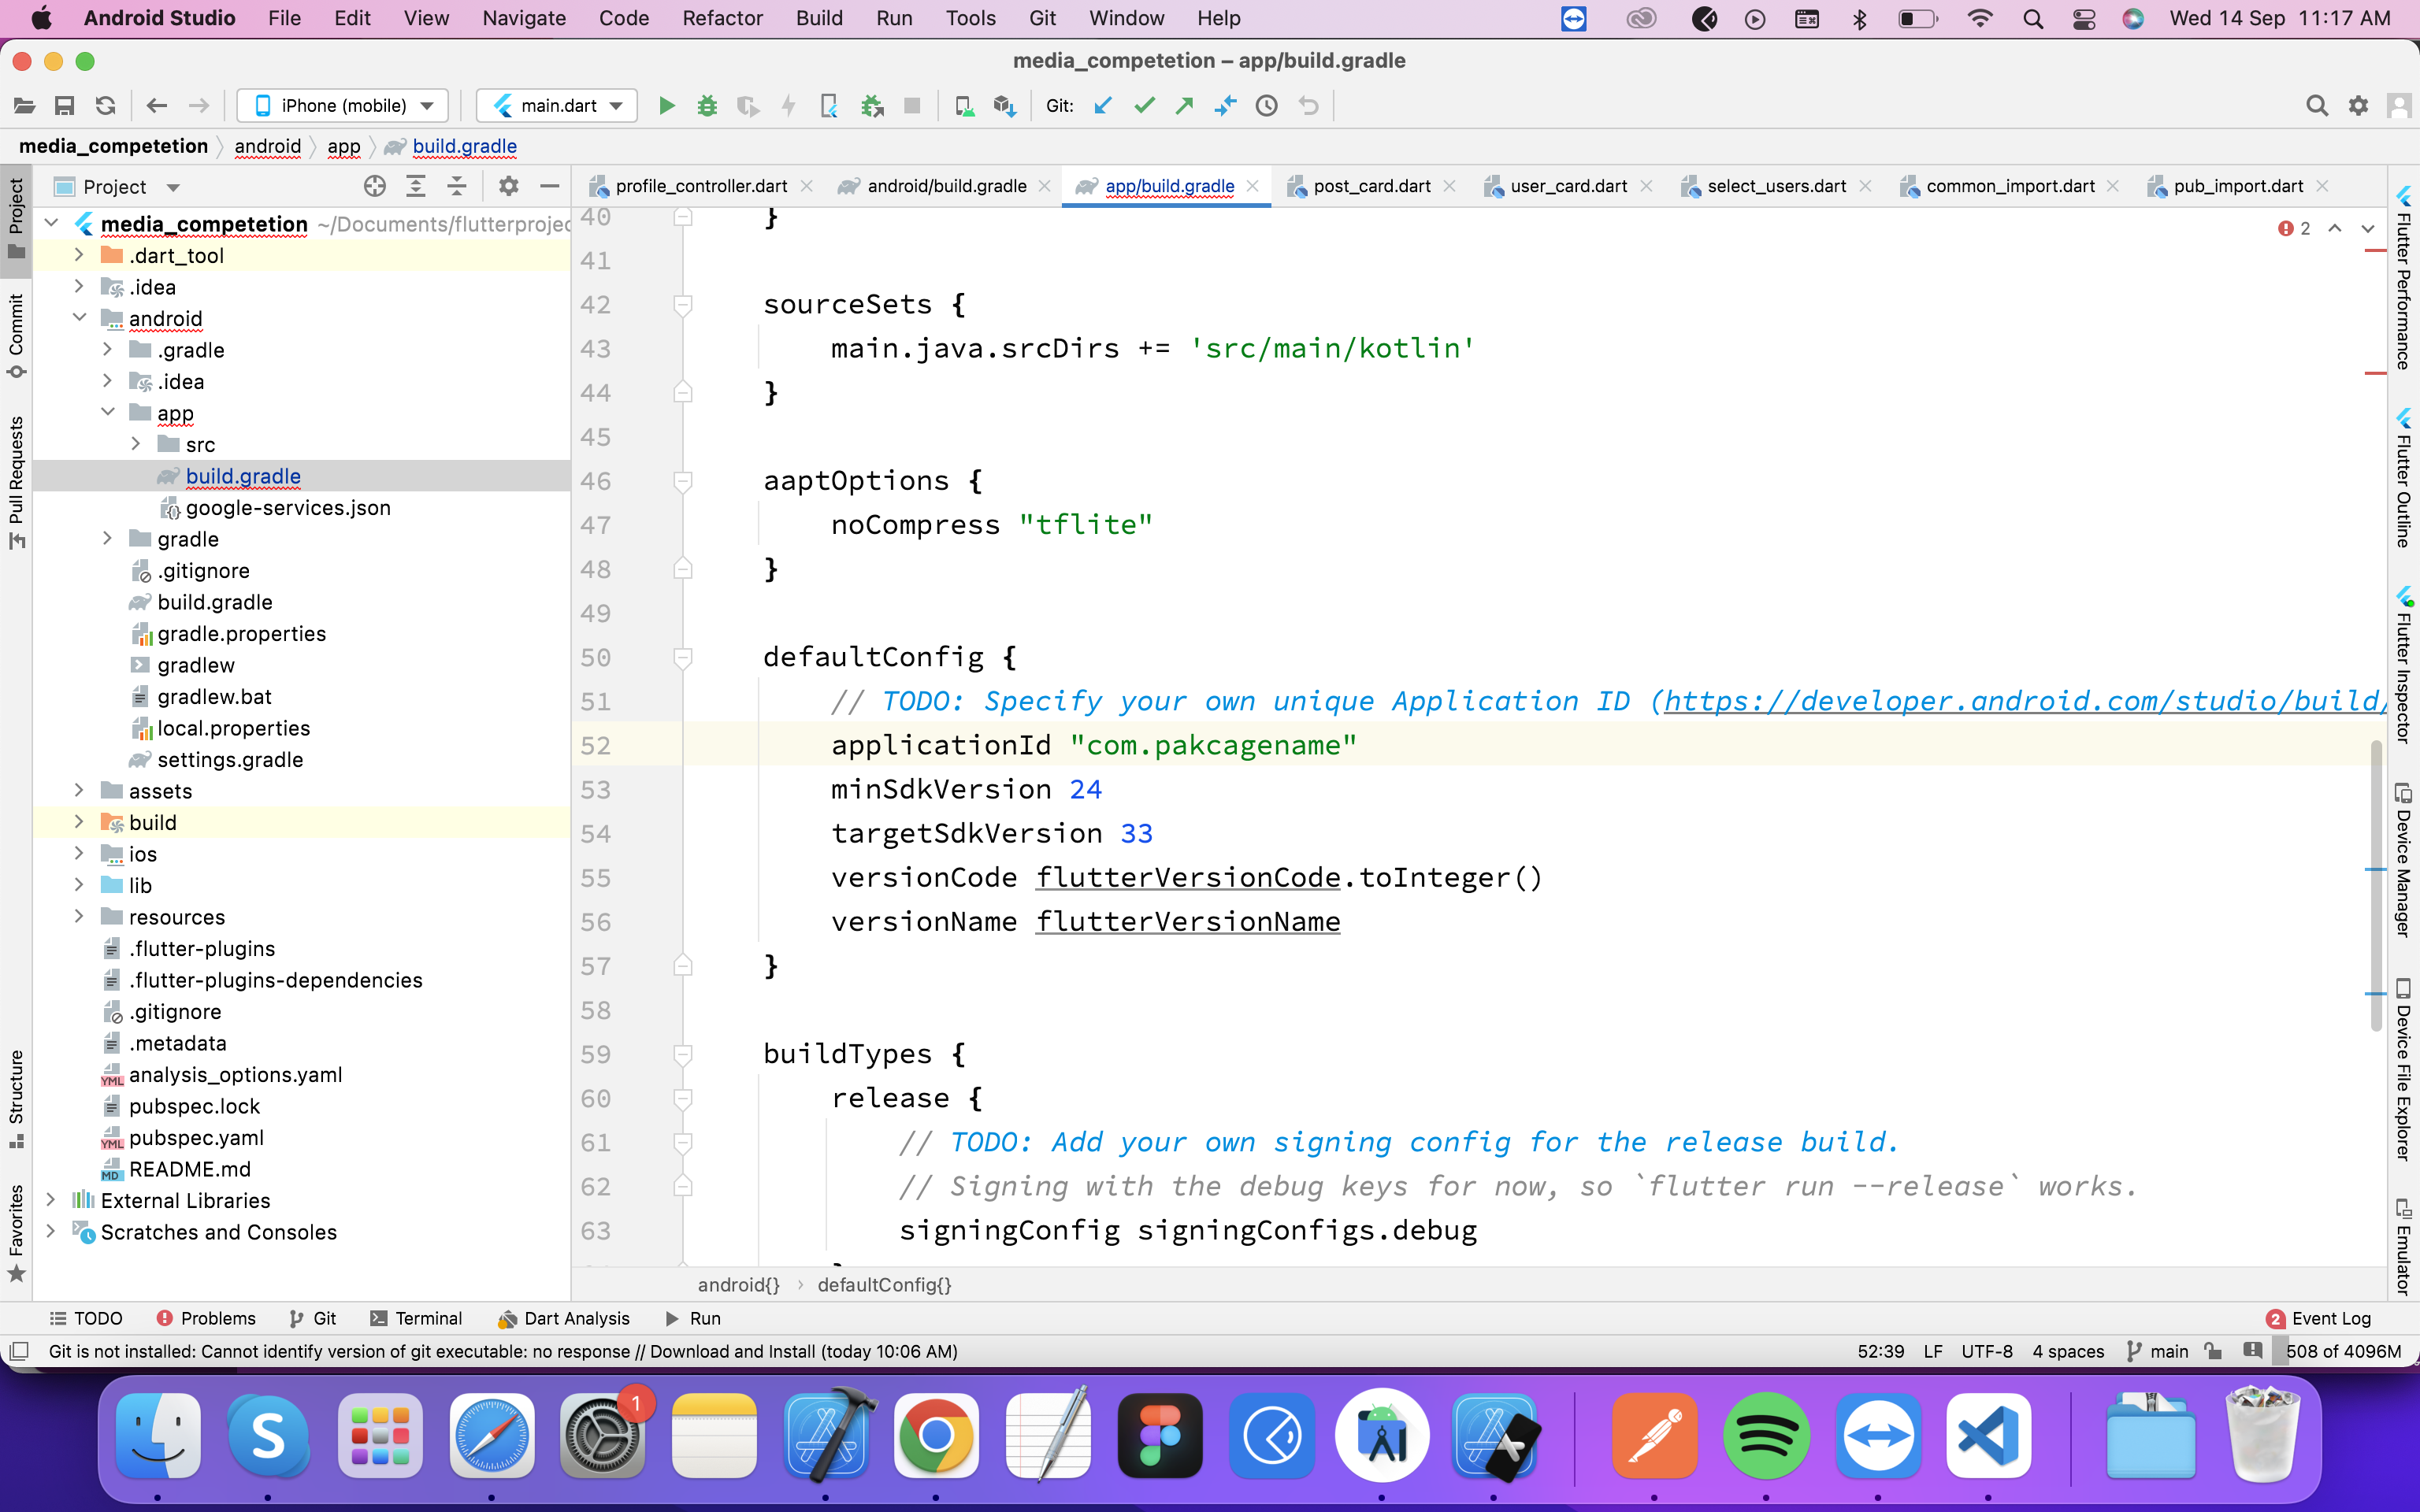 Android Studio File Edit View Navigate Code Refactor Build Run Tools Git Window Help Wed 14 Sep 11:17 AM
media_competetion – app/build.gradle
iPhone (mobile) main.dart Git:
media_competetion android app build.gradle
Project profile_controller.dart android/build.gradle app/build.gradle post_card.dart user_card.dart select_users.dart common_import.dart pub_import.dart
Project
Commit
Pull Requests
Structure
Favorites
media_competetion ~/Documents/flutterprojec
.dart_tool
.idea
android
.gradle
.idea
app
src
build.gradle
google-services.json
gradle
.gitignore
build.gradle
gradle.properties
gradlew
gradlew.bat
local.properties
settings.gradle
assets
build
ios
lib
resources
.flutter-plugins
.flutter-plugins-dependencies
.gitignore
.metadata
YML analysis_options.yaml
pubspec.lock
YML pubspec.yaml
MD README.md
External Libraries
Scratches and Consoles
2
40 }
41
42 sourceSets {
43 main.java.srcDirs += 'src/main/kotlin'
44 }
45
46 aaptOptions {
47 noCompress "tflite"
48 }
49
50 defaultConfig {
51 // TODO: Specify your own unique Application ID (https://developer.android.com/studio/build/
52 applicationId "com.pakcagename"
53 minSdkVersion 24
54 targetSdkVersion 33
55 versionCode flutterVersionCode.toInteger()
56 versionName flutterVersionName
57 }
58
59 buildTypes {
60 release {
61 // TODO: Add your own signing config for the release build.
62 // Signing with the debug keys for now, so `flutter run --release` works.
63 signingConfig signingConfigs.debug
android{} › defaultConfig{}
Flutter Performance
Flutter Outline
Flutter Inspector
Device Manager
Device File Explorer
Emulator
TODO Problems Git Terminal Dart Analysis Run 2 Event Log
Git is not installed: Cannot identify version of git executable: no response // Download and Install (today 10:06 AM) 52:39 LF UTF-8 4 spaces main 508 of 4096M
1
S